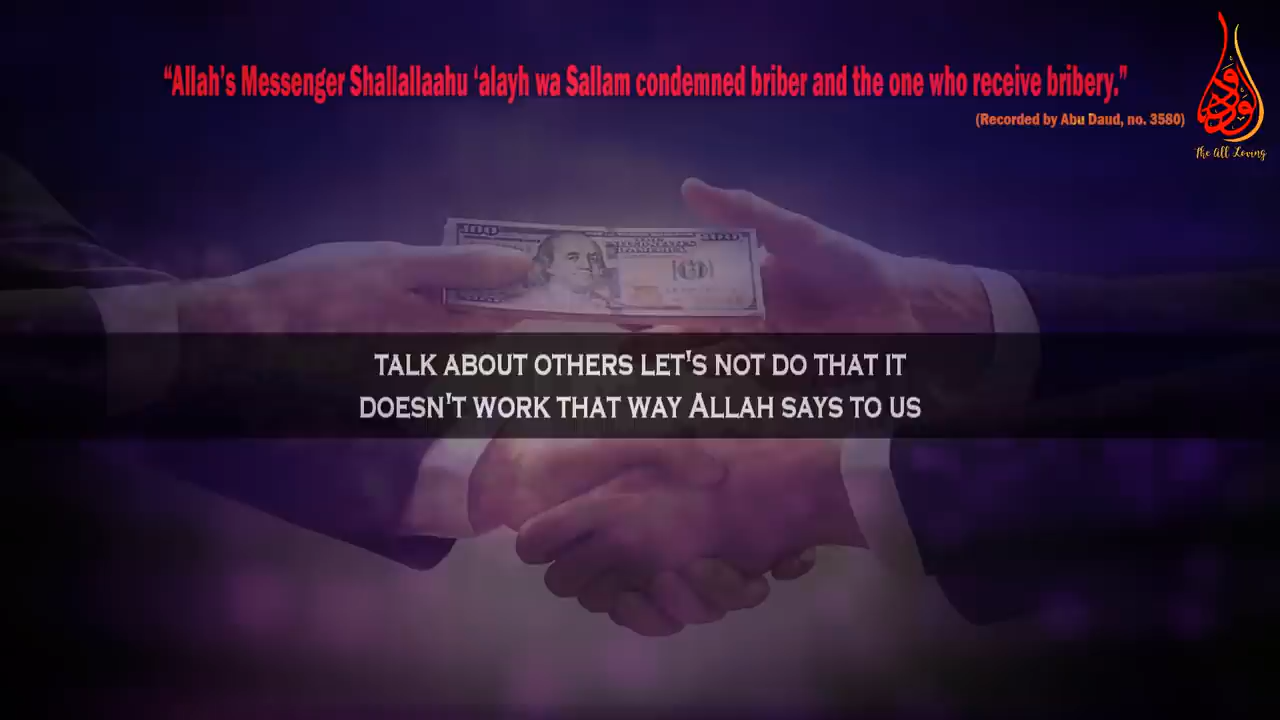 “Allah’s Messenger Shallallaahu ‘alayh wa Sallam condemned briber and the one who receive bribery.”
(Recorded by Abu Daud, no. 3580)
The All Loving
100
100
TALK ABOUT OTHERS LET'S NOT DO THAT IT
DOESN'T WORK THAT WAY ALLAH SAYS TO US